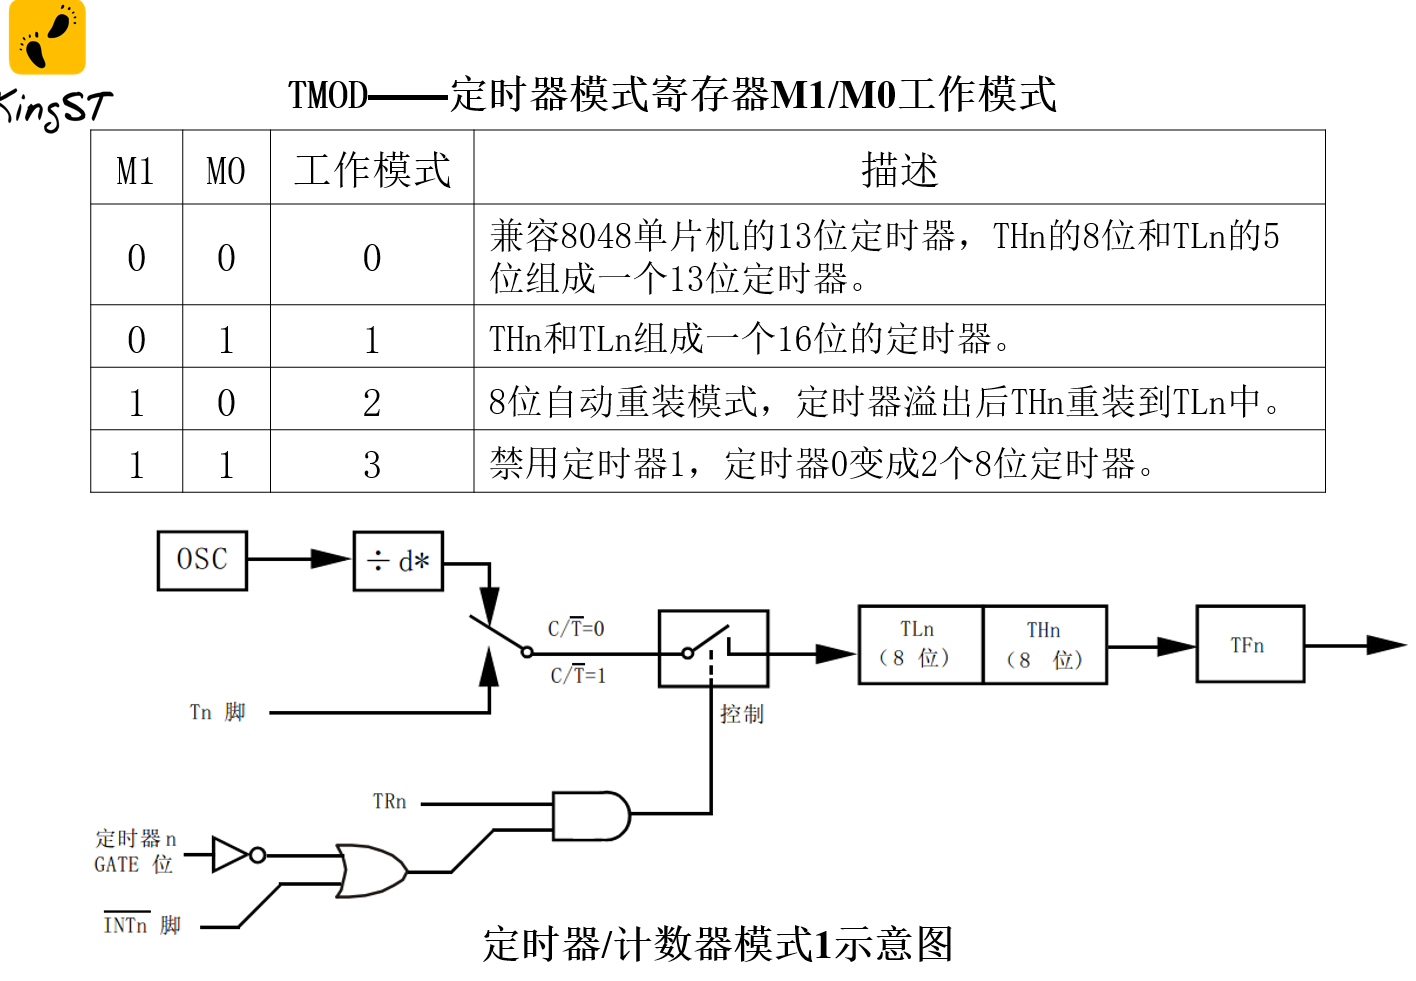 KingST
TMOD——定时器模式寄存器M1/M0工作模式
M1 M0 工作模式 描述
0 0 0 兼容8048单片机的13位定时器，THn的8位和TLn的5
位组成一个13位定时器。
0 1 1 THn和TLn组成一个16位的定时器。
1 0 2 8位自动重装模式，定时器溢出后THn重装到TLn中。
1 1 3 禁用定时器1，定时器0变成2个8位定时器。
OSC
÷ d*
C/T̅=0
C/T̅=1
Tn 脚
控制
TLn
（8 位）
THn
（8 位）
TFn
TRn
定时器n
GATE 位
I̅N̅T̅n̅ 脚
定时器/计数器模式1示意图